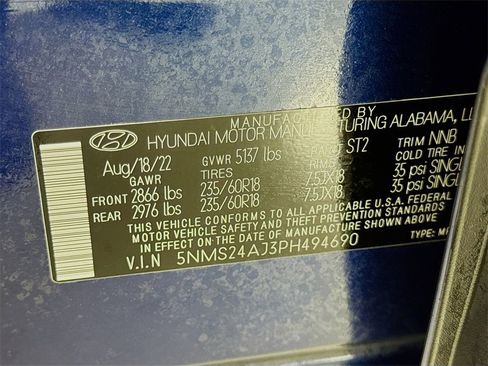 MANUFACTURED BY
HYUNDAI MOTOR MANUFACTURING ALABAMA, LL
Aug/18/22 GVWR 5137 lbs ST2 TRIM NNB
GAWR TIRES RIMS COLD TIRE IN
FRONT 2866 lbs 235/60R18 7.5JX18 35 psi SINGL
REAR 2976 lbs 235/60R18 7.5JX18 35 psi SINGL
THIS VEHICLE CONFORMS TO ALL APPLICABLE U.S.A. FEDERAL
MOTOR VEHICLE SAFETY AND THEFT PREVENTION STANDARDS
IN EFFECT ON THE DATE OF MANUFACTURE SHOWN ABOVE.
V.I.N 5NMS24AJ3PH494690 TYPE: